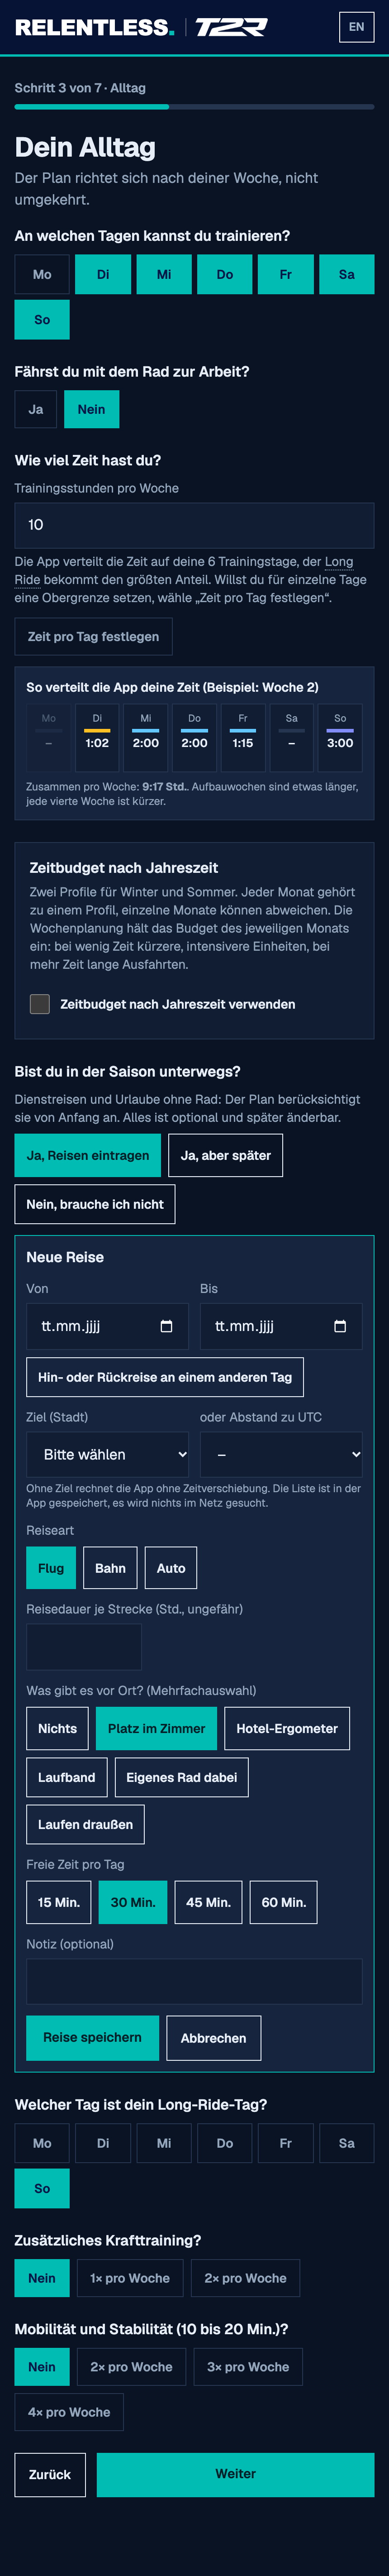 RELENTLESS. T2R EN
Schritt 3 von 7 · Alltag
Dein Alltag
Der Plan richtet sich nach deiner Woche, nicht
umgekehrt.
An welchen Tagen kannst du trainieren?
Mo Di Mi Do Fr Sa
So
Fährst du mit dem Rad zur Arbeit?
Ja Nein
Wie viel Zeit hast du?
Trainingsstunden pro Woche
10
Die App verteilt die Zeit auf deine 6 Trainingstage, der Long
Ride bekommt den größten Anteil. Willst du für einzelne Tage
eine Obergrenze setzen, wähle „Zeit pro Tag festlegen“.
Zeit pro Tag festlegen
So verteilt die App deine Zeit (Beispiel: Woche 2)
Mo Di Mi Do Fr Sa So
– 1:02 2:00 2:00 1:15 – 3:00
Zusammen pro Woche: 9:17 Std.. Aufbauwochen sind etwas länger,
jede vierte Woche ist kürzer.
Zeitbudget nach Jahreszeit
Zwei Profile für Winter und Sommer. Jeder Monat gehört
zu einem Profil, einzelne Monate können abweichen. Die
Wochenplanung hält das Budget des jeweiligen Monats
ein: bei wenig Zeit kürzere, intensivere Einheiten, bei
mehr Zeit lange Ausfahrten.
Zeitbudget nach Jahreszeit verwenden
Bist du in der Saison unterwegs?
Dienstreisen und Urlaube ohne Rad: Der Plan berücksichtigt
sie von Anfang an. Alles ist optional und später änderbar.
Ja, Reisen eintragen Ja, aber später
Nein, brauche ich nicht
Neue Reise
Von Bis
tt.mm.jjjj tt.mm.jjjj
Hin- oder Rückreise an einem anderen Tag
Ziel (Stadt) oder Abstand zu UTC
Bitte wählen –
Ohne Ziel rechnet die App ohne Zeitverschiebung. Die Liste ist in der
App gespeichert, es wird nichts im Netz gesucht.
Reiseart
Flug Bahn Auto
Reisedauer je Strecke (Std., ungefähr)
Was gibt es vor Ort? (Mehrfachauswahl)
Nichts Platz im Zimmer Hotel-Ergometer
Laufband Eigenes Rad dabei
Laufen draußen
Freie Zeit pro Tag
15 Min. 30 Min. 45 Min. 60 Min.
Notiz (optional)
Reise speichern Abbrechen
Welcher Tag ist dein Long-Ride-Tag?
Mo Di Mi Do Fr Sa
So
Zusätzliches Krafttraining?
Nein 1× pro Woche 2× pro Woche
Mobilität und Stabilität (10 bis 20 Min.)?
Nein 2× pro Woche 3× pro Woche
4× pro Woche
Zurück Weiter